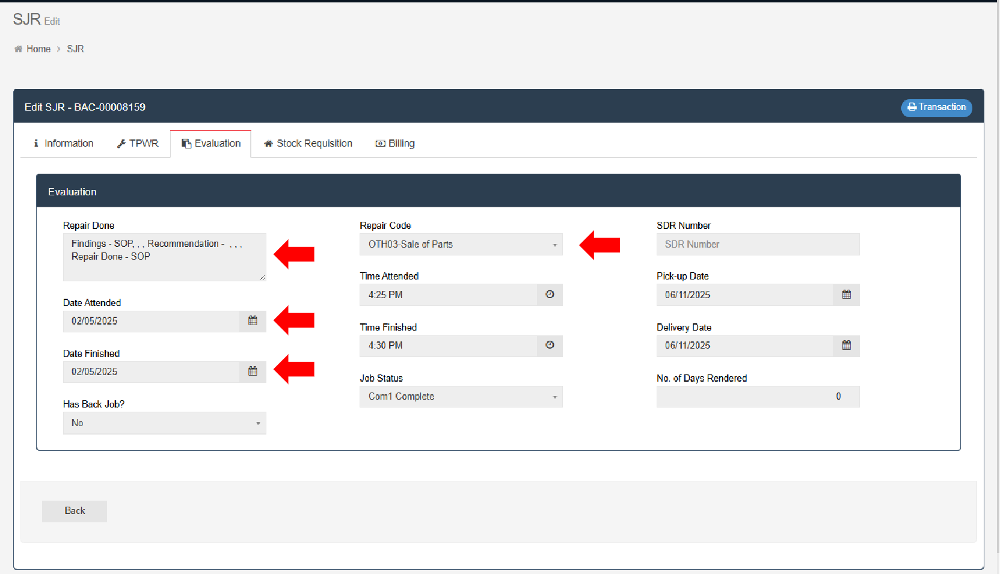 SJR Edit
Home > SJR
Edit SJR - BAC-00008159
Transaction
Information
TPWR
Evaluation
Stock Requisition
Billing
Evaluation
Repair Done
Findings - SOP, , , Recommendation - , , ,
Repair Done - SOP
Date Attended
02/05/2025
Date Finished
02/05/2025
Has Back Job?
No
Repair Code
OTH03-Sale of Parts
Time Attended
4:25 PM
Time Finished
4:30 PM
Job Status
Com1 Complete
SDR Number
SDR Number
Pick-up Date
06/11/2025
Delivery Date
06/11/2025
No. of Days Rendered
0
Back